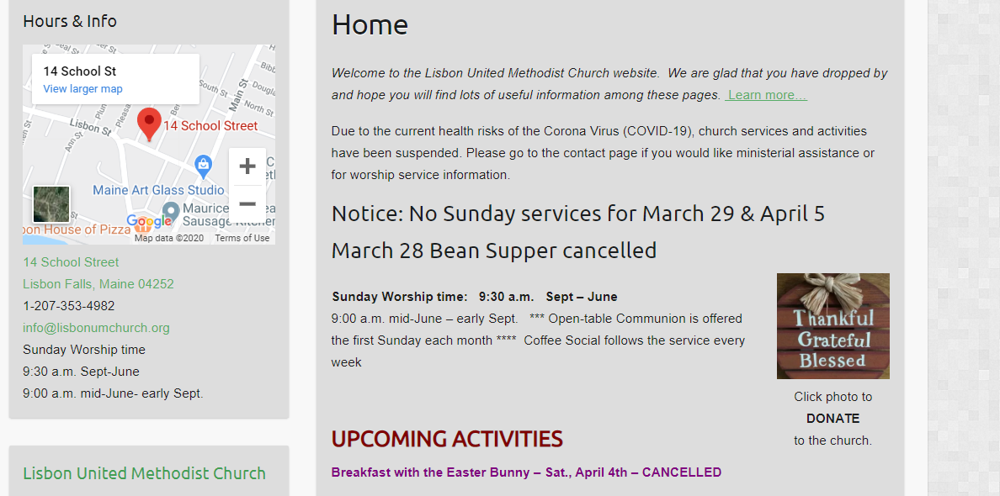 Hours & Info
14 School St
View larger map
South St
Main St
North St
Lisbon St
Ann St
14 School Street
Maine Art Glass Studio
Maurice
Sausage Kitchen
House of Pizza
Google
Map data ©2020 Terms of Use
14 School Street
Lisbon Falls, Maine 04252
1-207-353-4982
info@lisbonumchurch.org
Sunday Worship time
9:30 a.m. Sept-June
9:00 a.m. mid-June- early Sept.
Lisbon United Methodist Church
Home
Welcome to the Lisbon United Methodist Church website. We are glad that you have dropped by
and hope you will find lots of useful information among these pages. Learn more…
Due to the current health risks of the Corona Virus (COVID-19), church services and activities
have been suspended. Please go to the contact page if you would like ministerial assistance or
for worship service information.
Notice: No Sunday services for March 29 & April 5
March 28 Bean Supper cancelled
Sunday Worship time: 9:30 a.m. Sept – June
9:00 a.m. mid-June – early Sept. *** Open-table Communion is offered
the first Sunday each month **** Coffee Social follows the service every
week
Thankful
Grateful
Blessed
Click photo to
DONATE
to the church.
UPCOMING ACTIVITIES
Breakfast with the Easter Bunny – Sat., April 4th – CANCELLED